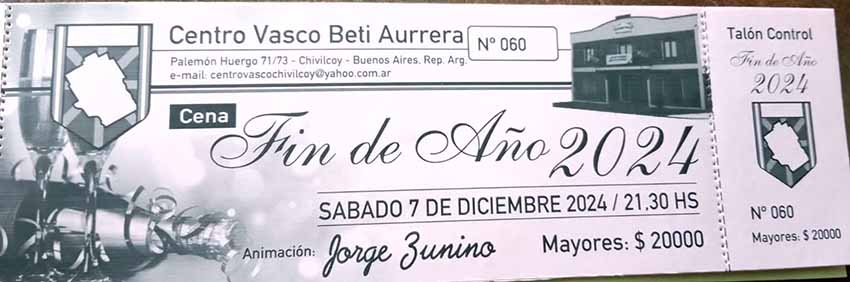 Centro Vasco Beti Aurrera
Nº 060
Palemón Huergo 71/73 - Chivilcoy - Buenos Aires. Rep. Arg.
e-mail: centrovascochivilcoy@yahoo.com.ar
Cena
Fin de Año 2024
SABADO 7 DE DICIEMBRE 2024 / 21,30 HS
Animación: Jorge Zunino
Mayores: $ 20000
Talón Control
Fin de Año
2024
Nº 060
Mayores: $ 20000